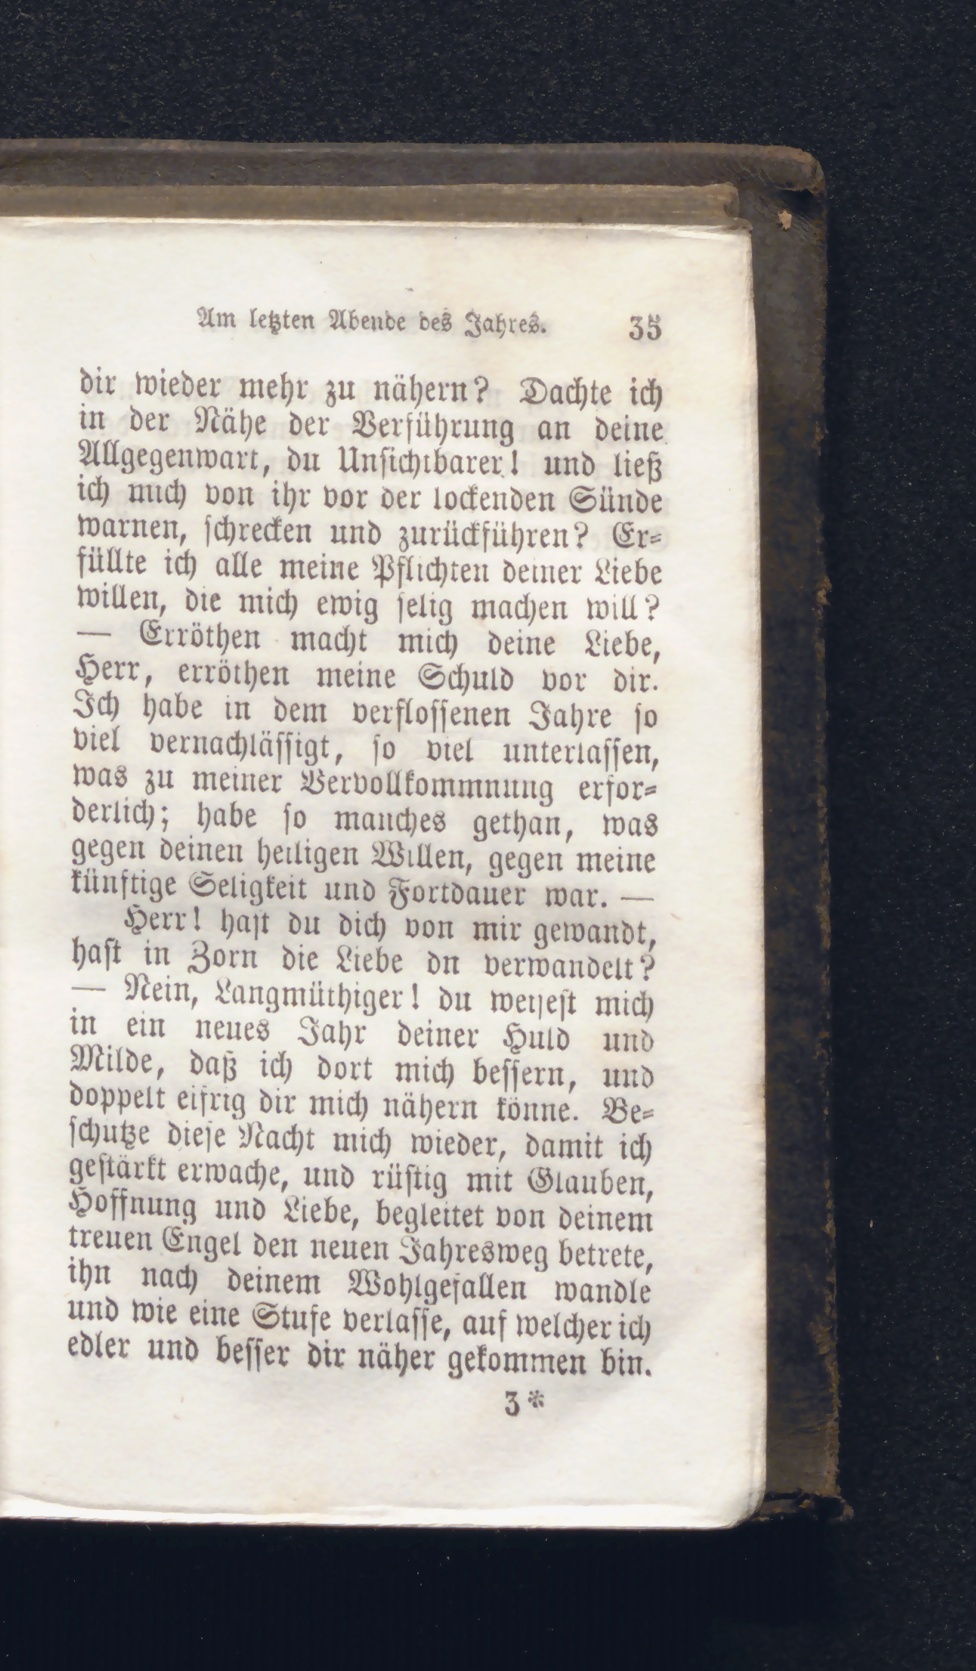 Am letzten Abende des Jahres. 35
dir wieder mehr zu nähern? Dachte ich
in der Nähe der Verführung an deine
Allgegenwart, du Unsichtbarer! und ließ
ich mich von ihr vor der lockenden Sünde
warnen, schrecken und zurückführen? Er-
füllte ich alle meine Pflichten deiner Liebe
willen, die mich ewig selig machen will?
— Erröthen macht mich deine Liebe,
Herr, erröthen meine Schuld vor dir.
Ich habe in dem verflossenen Jahre so
viel vernachlässigt, so viel unterlassen,
was zu meiner Vervollkommnung erfor-
derlich; habe so manches gethan, was
gegen deinen heiligen Willen, gegen meine
künftige Seligkeit und Fortdauer war. —
Herr! hast du dich von mir gewandt,
hast in Zorn die Liebe dn verwandelt?
— Nein, Langmüthiger! du weisest mich
in ein neues Jahr deiner Huld und
Milde, daß ich dort mich bessern, und
doppelt eifrig dir mich nähern könne. Be-
schutze diese Nacht mich wieder, damit ich
gestärkt erwache, und rüstig mit Glauben,
Hoffnung und Liebe, begleitet von deinem
treuen Engel den neuen Jahresweg betrete,
ihn nach deinem Wohlgefallen wandle
und wie eine Stufe verlasse, auf welcher ich
edler und besser dir näher gekommen bin.
3*